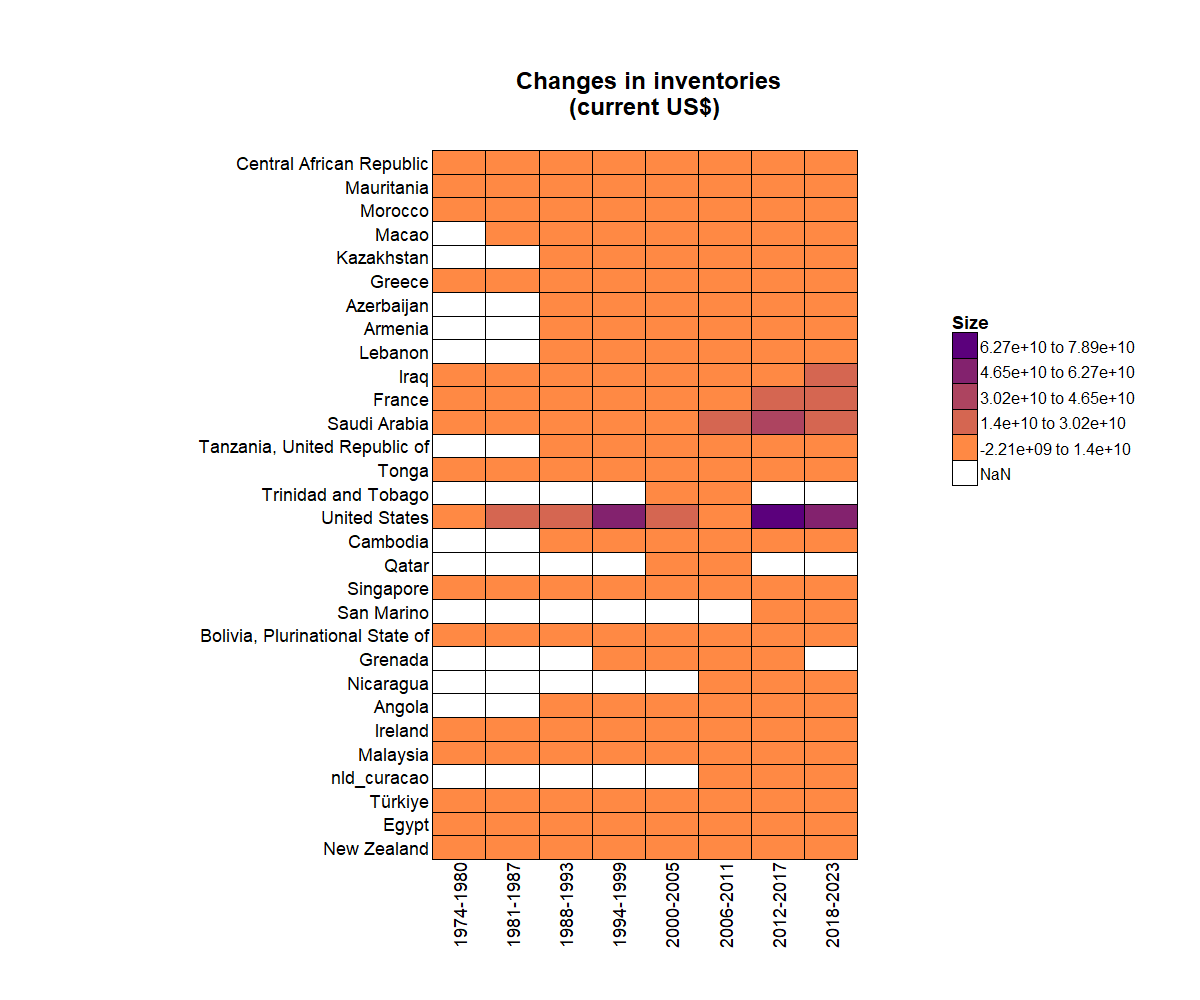 Changes in inventories
(current US$)
Central African Republic
Mauritania
Morocco
Macao
Kazakhstan
Greece
Azerbaijan
Armenia
Lebanon
Iraq
France
Saudi Arabia
Tanzania, United Republic of
Tonga
Trinidad and Tobago
United States
Cambodia
Qatar
Singapore
San Marino
Bolivia, Plurinational State of
Grenada
Nicaragua
Angola
Ireland
Malaysia
nld_curacao
Türkiye
Egypt
New Zealand
1974-1980
1981-1987
1988-1993
1994-1999
2000-2005
2006-2011
2012-2017
2018-2023
Size
6.27e+10 to 7.89e+10
4.65e+10 to 6.27e+10
3.02e+10 to 4.65e+10
1.4e+10 to 3.02e+10
-2.21e+09 to 1.4e+10
NaN